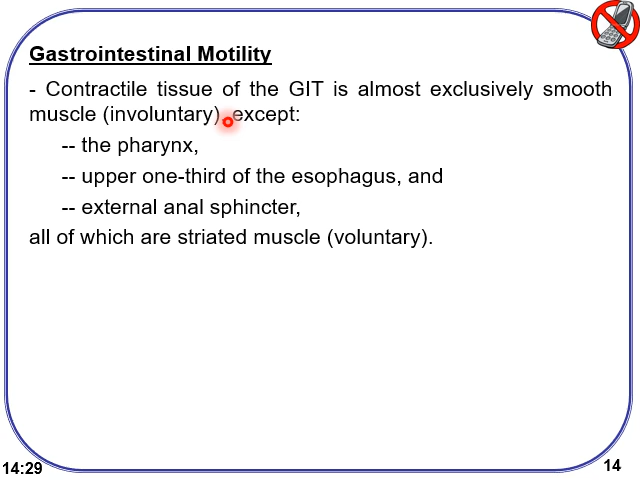 Gastrointestinal Motility
- Contractile tissue of the GIT is almost exclusively smooth
muscle (involuntary), except:
-- the pharynx,
-- upper one-third of the esophagus, and
-- external anal sphincter,
all of which are striated muscle (voluntary).
14:29
14